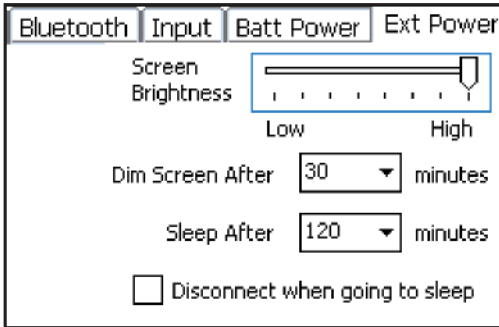 Bluetooth Input Batt Power Ext Power
Screen
Brightness
Low High
Dim Screen After 30 minutes
Sleep After 120 minutes
Disconnect when going to sleep